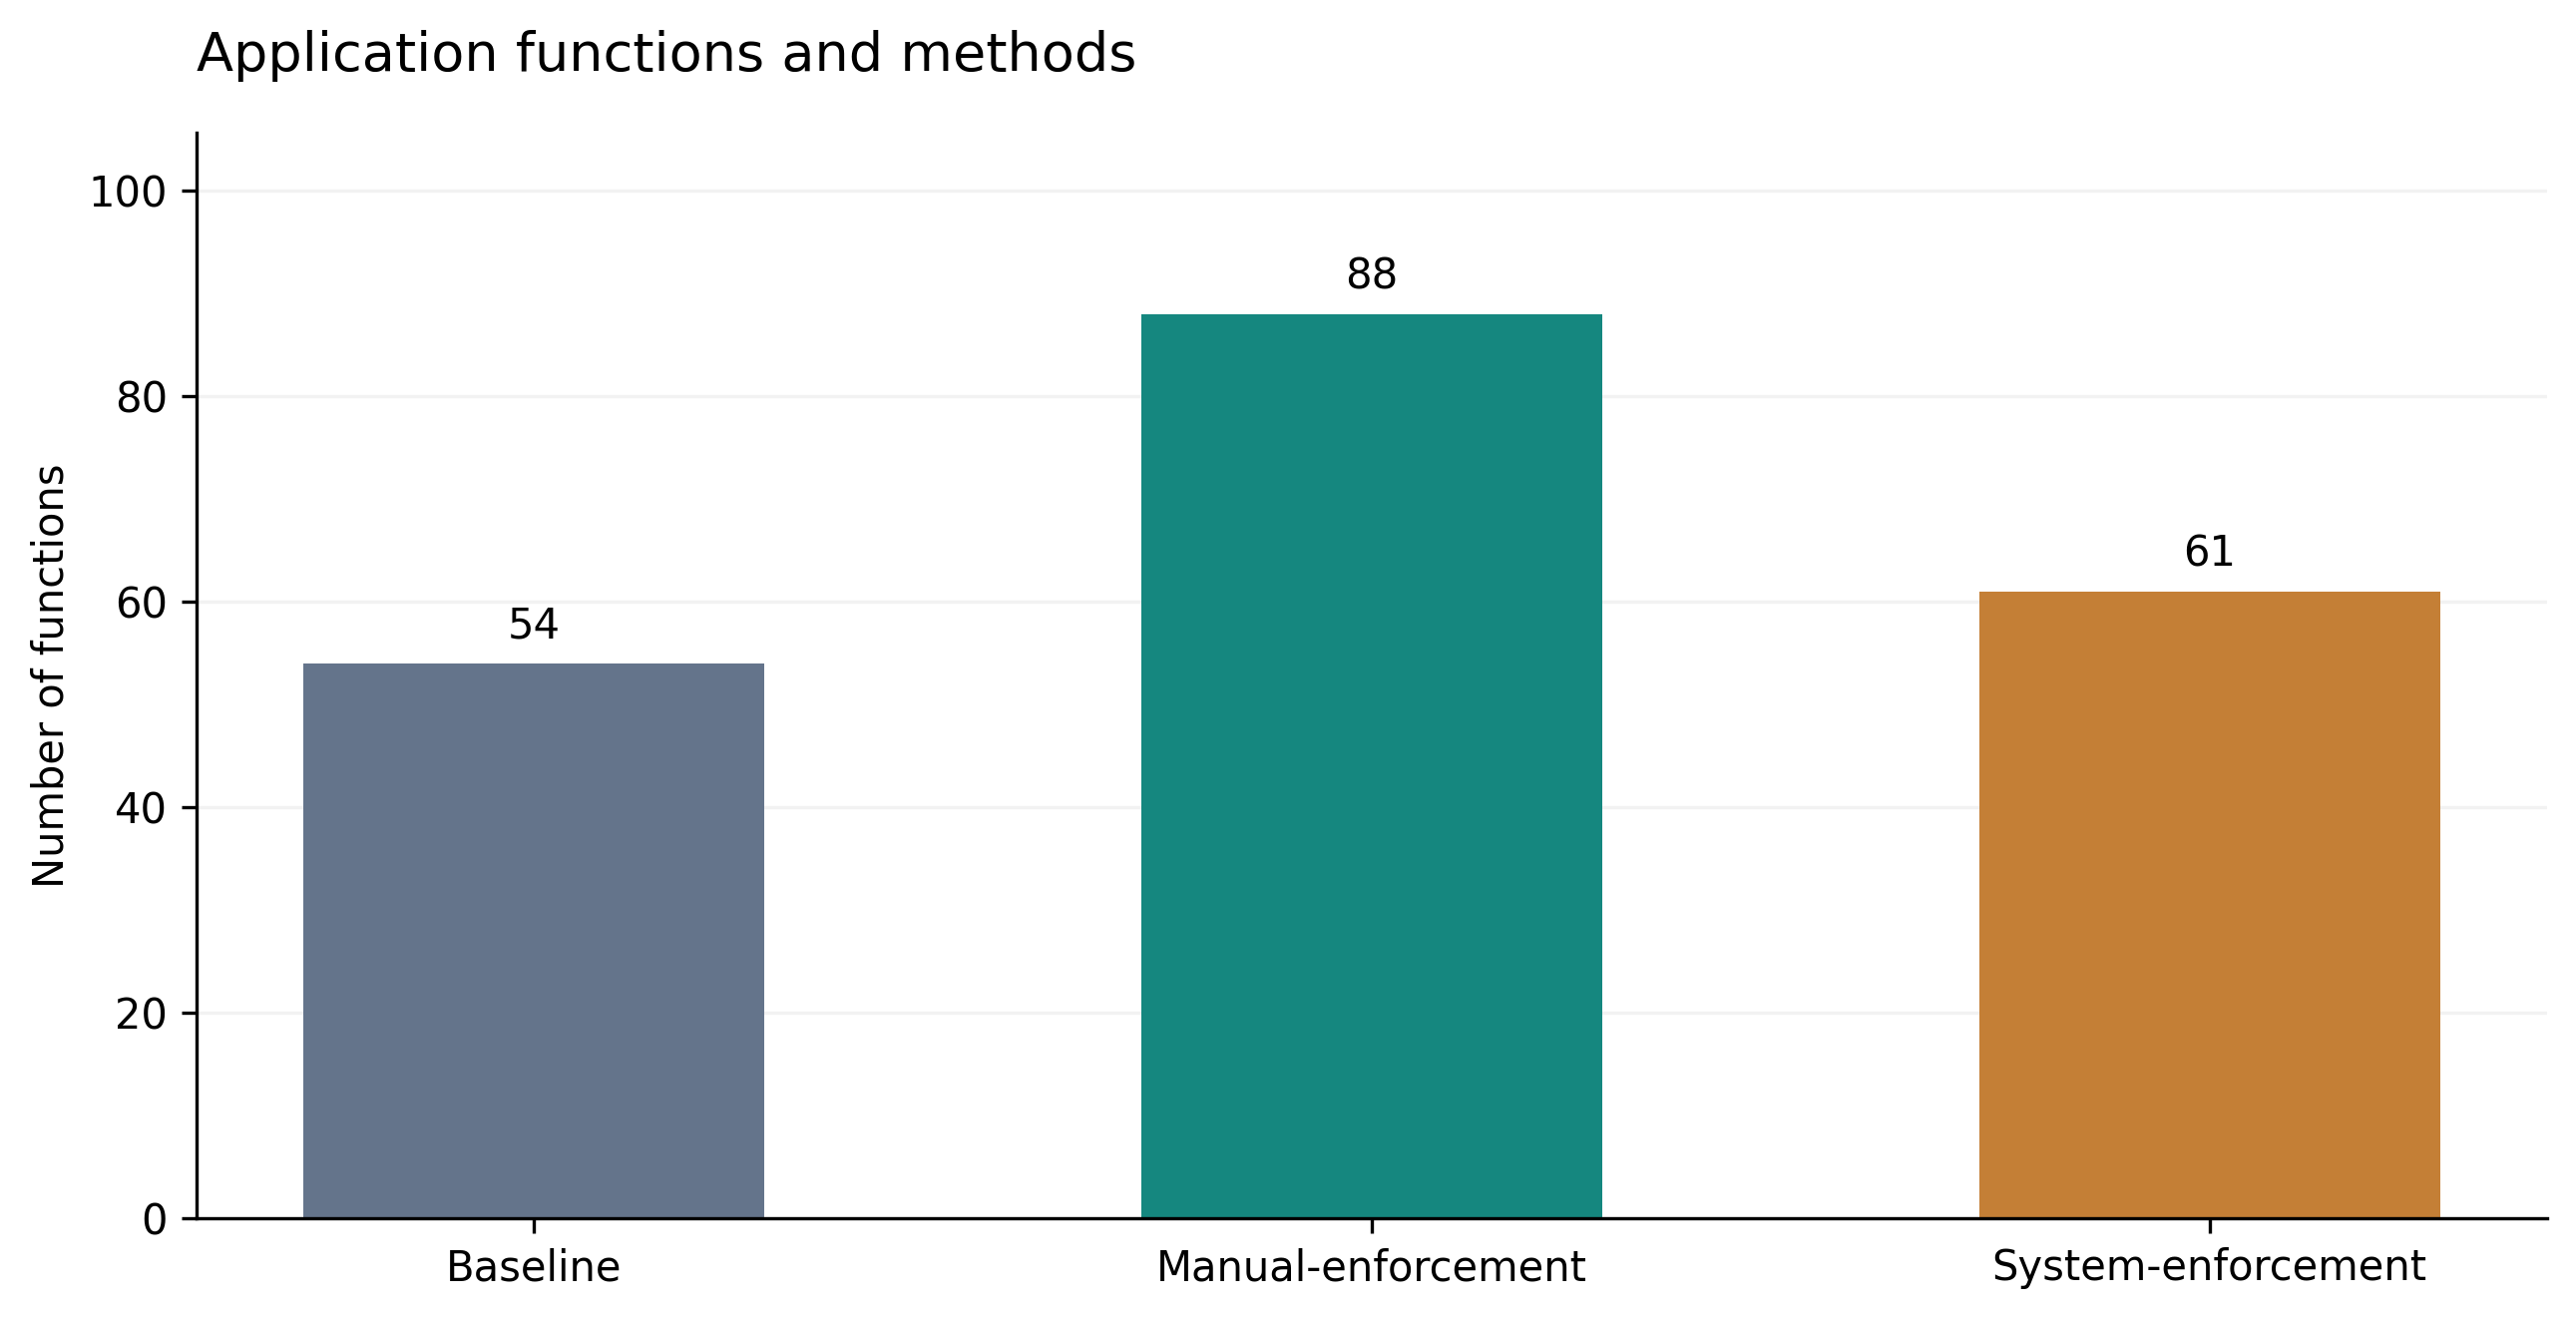 Application functions and methods
Number of functions
100
80
60
40
20
0
54
88
61
Baseline
Manual-enforcement
System-enforcement